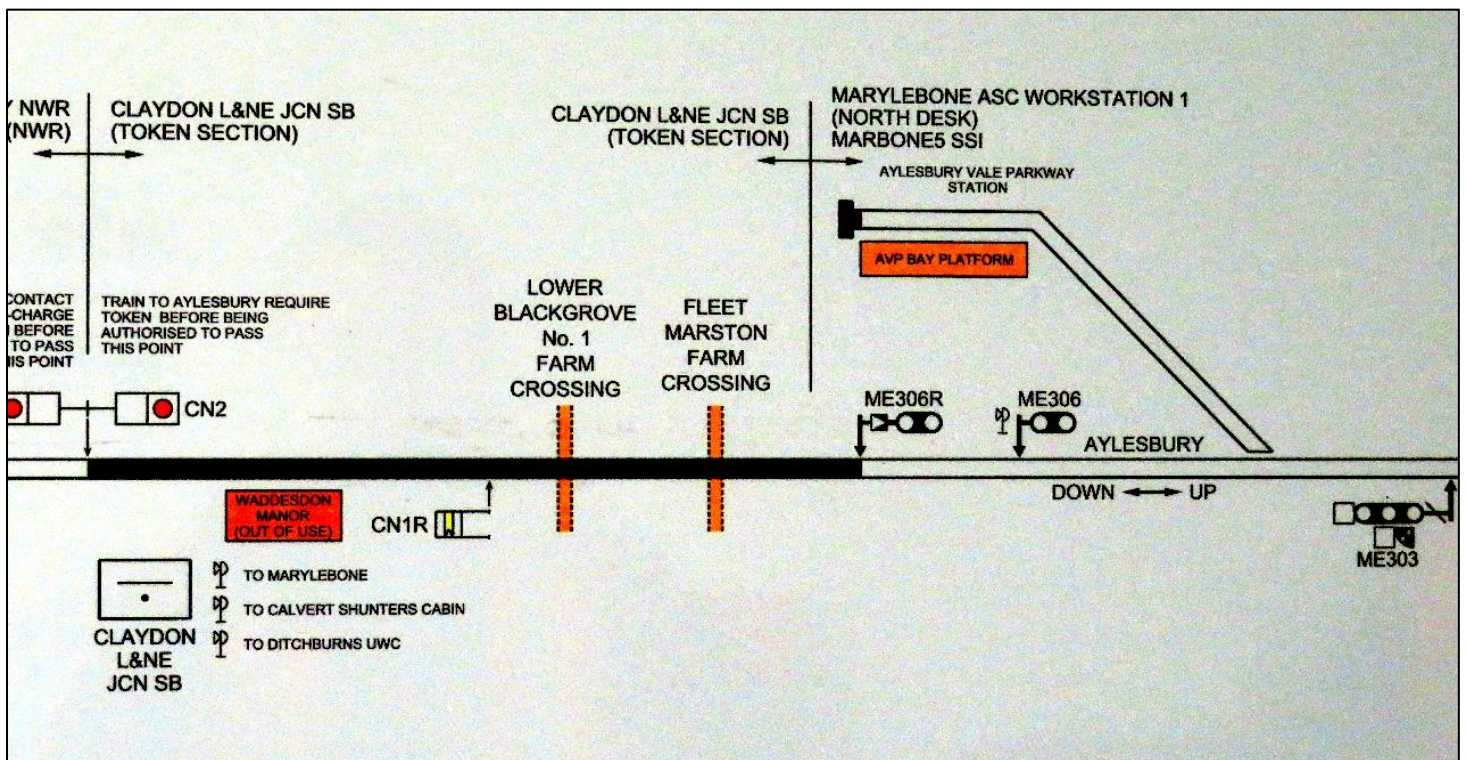 Y NWR
(NWR)
CLAYDON L&NE JCN SB
(TOKEN SECTION)
CLAYDON L&NE JCN SB
(TOKEN SECTION)
MARYLEBONE ASC WORKSTATION 1
(NORTH DESK)
MARBONE5 SSI
AYLESBURY VALE PARKWAY
STATION
AVP BAY PLATFORM
CONTACT
-CHARGE
N BEFORE
TO PASS
HIS POINT
TRAIN TO AYLESBURY REQUIRE
TOKEN BEFORE BEING
AUTHORISED TO PASS
THIS POINT
LOWER
BLACKGROVE
No. 1
FARM
CROSSING
FLEET
MARSTON
FARM
CROSSING
CN2
ME306R
ME306
AYLESBURY
DOWN
UP
WADDESDON
MANOR
(OUT OF USE)
CN1R
ME303
CLAYDON
L&NE
JCN SB
TO MARYLEBONE
TO CALVERT SHUNTERS CABIN
TO DITCHBURNS UWC